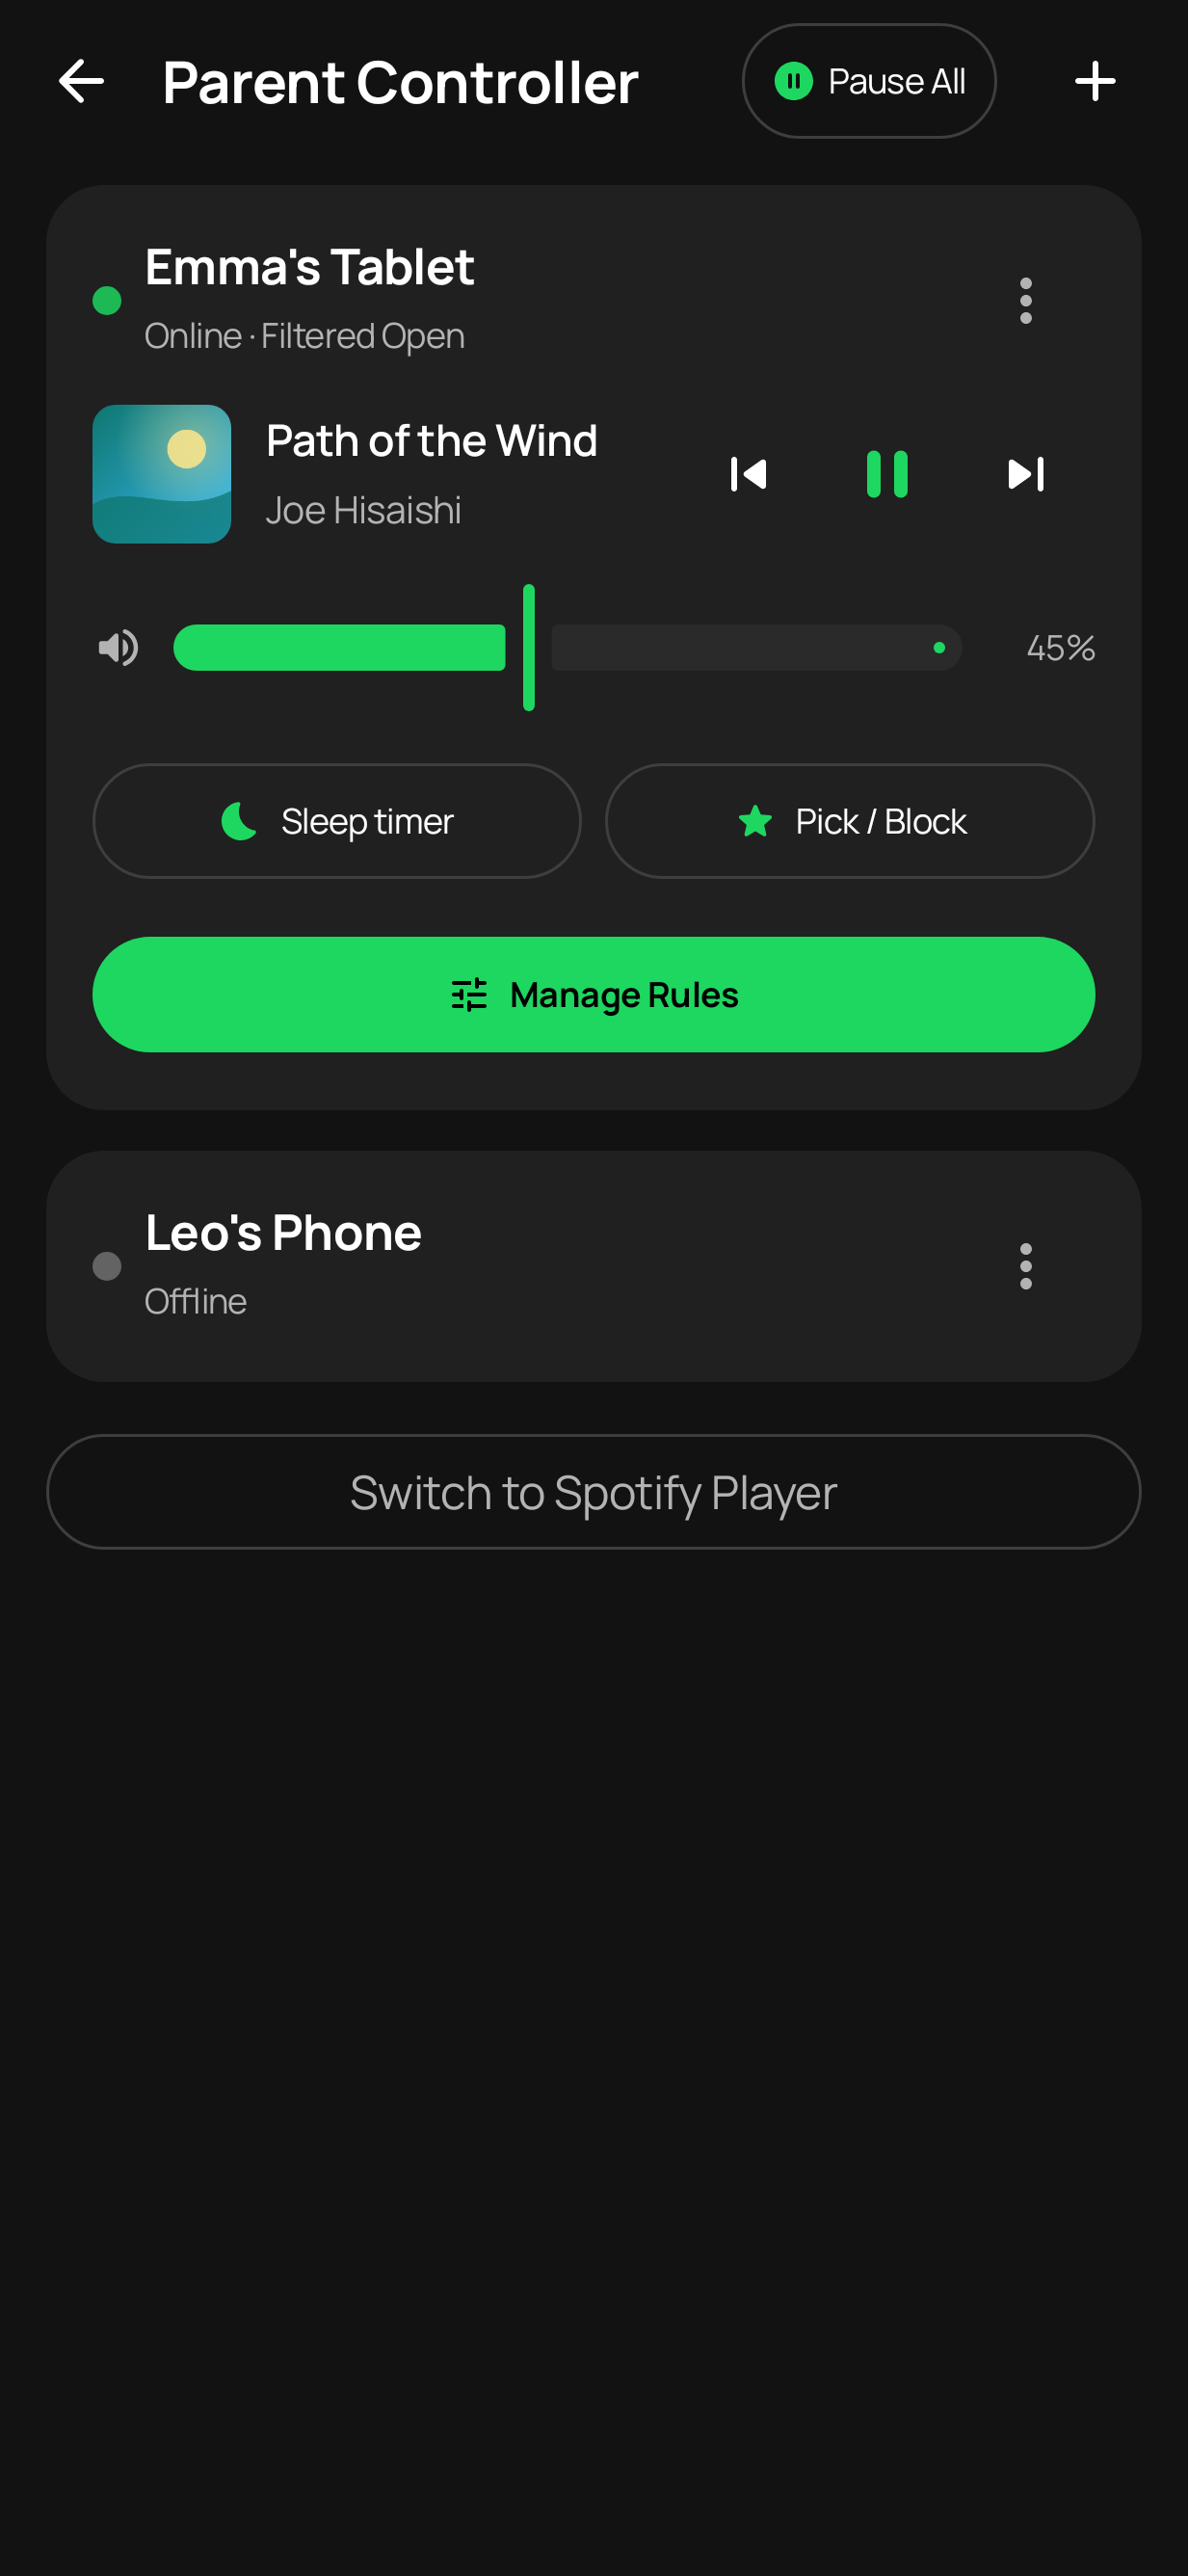 Parent Controller
Pause All
Emma's Tablet
Online · Filtered Open
Path of the Wind
Joe Hisaishi
45%
Sleep timer
Pick / Block
Manage Rules
Leo's Phone
Offline
Switch to Spotify Player